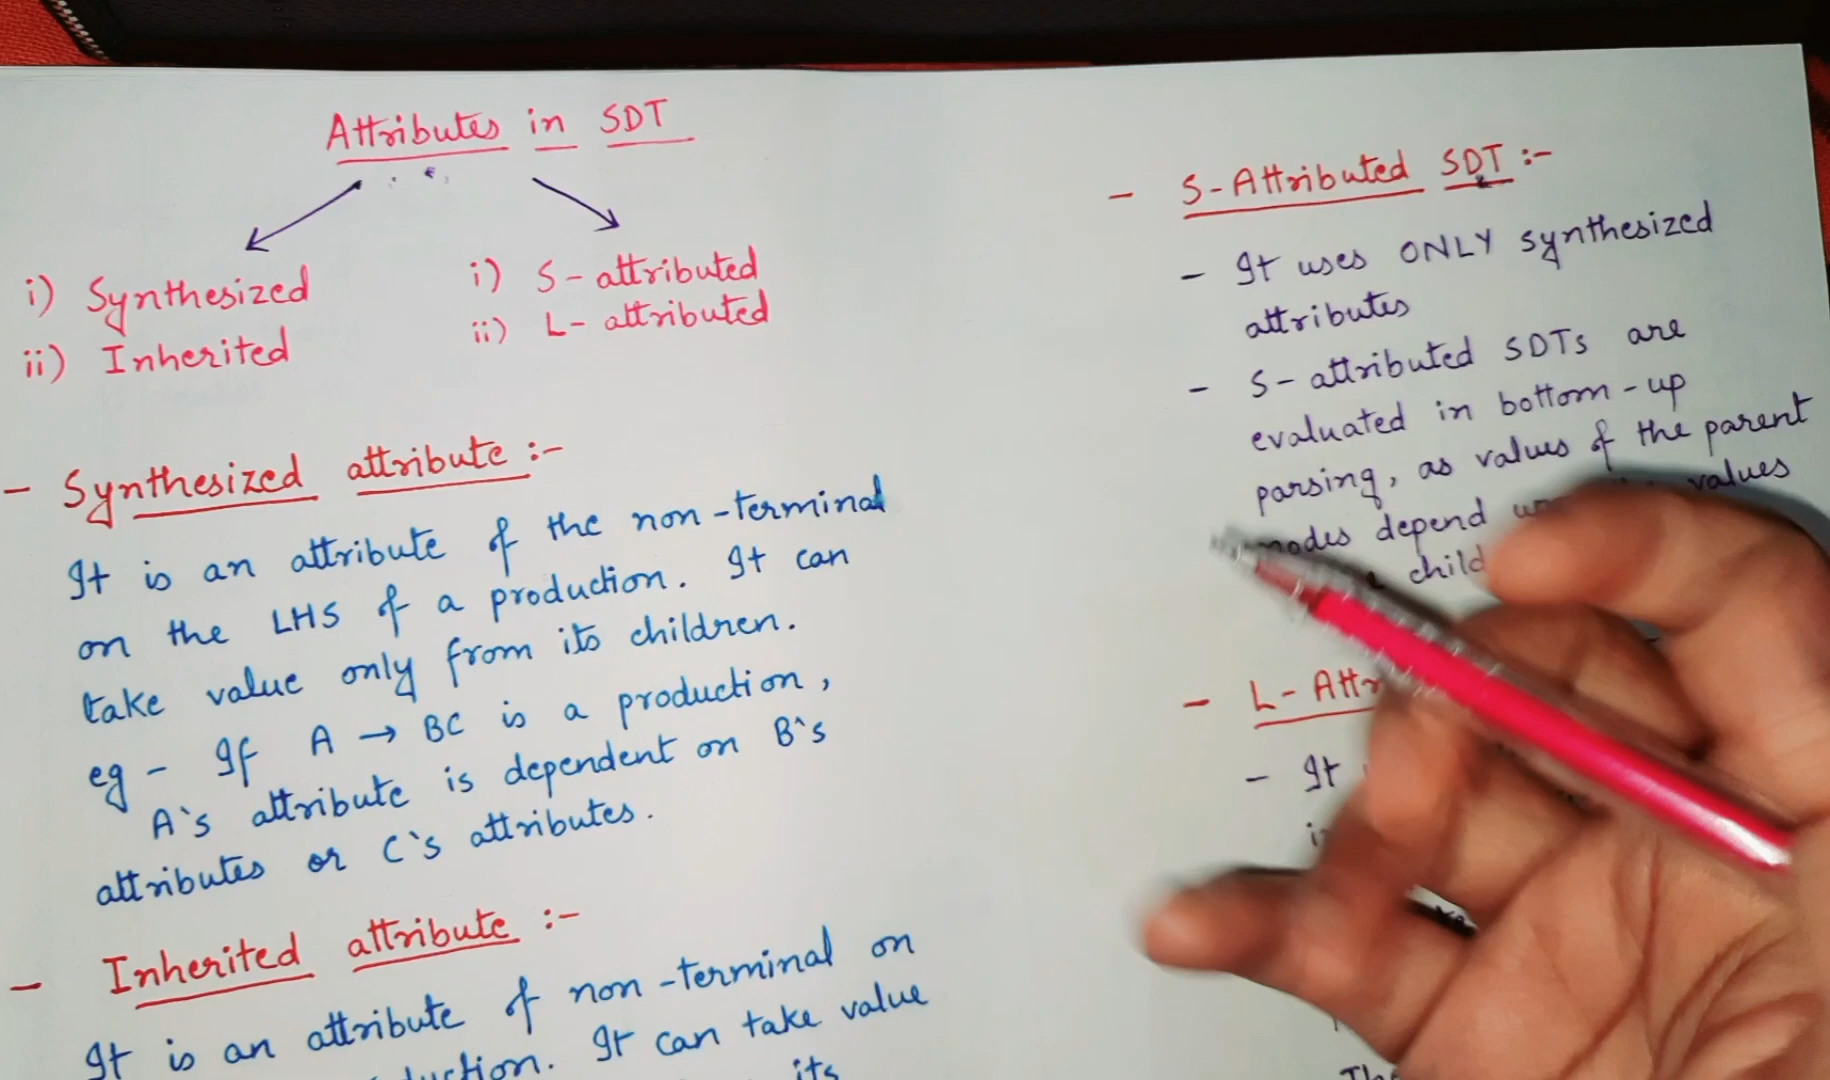 Attributes in SDT
i) Synthesized
ii) Inherited
i) S-attributed
ii) L-attributed
- Synthesized attribute :-
It is an attribute of the non-terminal
on the LHS of a production. It can
take value only from its children.
eg - If A → BC is a production,
A's attribute is dependent on B's
attributes or C's attributes.
- Inherited attribute :-
It is an attribute of non-terminal on
It can take value
its
- S-Attributed SDT :-
- It uses ONLY synthesized
attributes
- S-attributed SDTs are
evaluated in bottom-up
parsing, as values of the parent
nodes depend values
child
- L-
- It